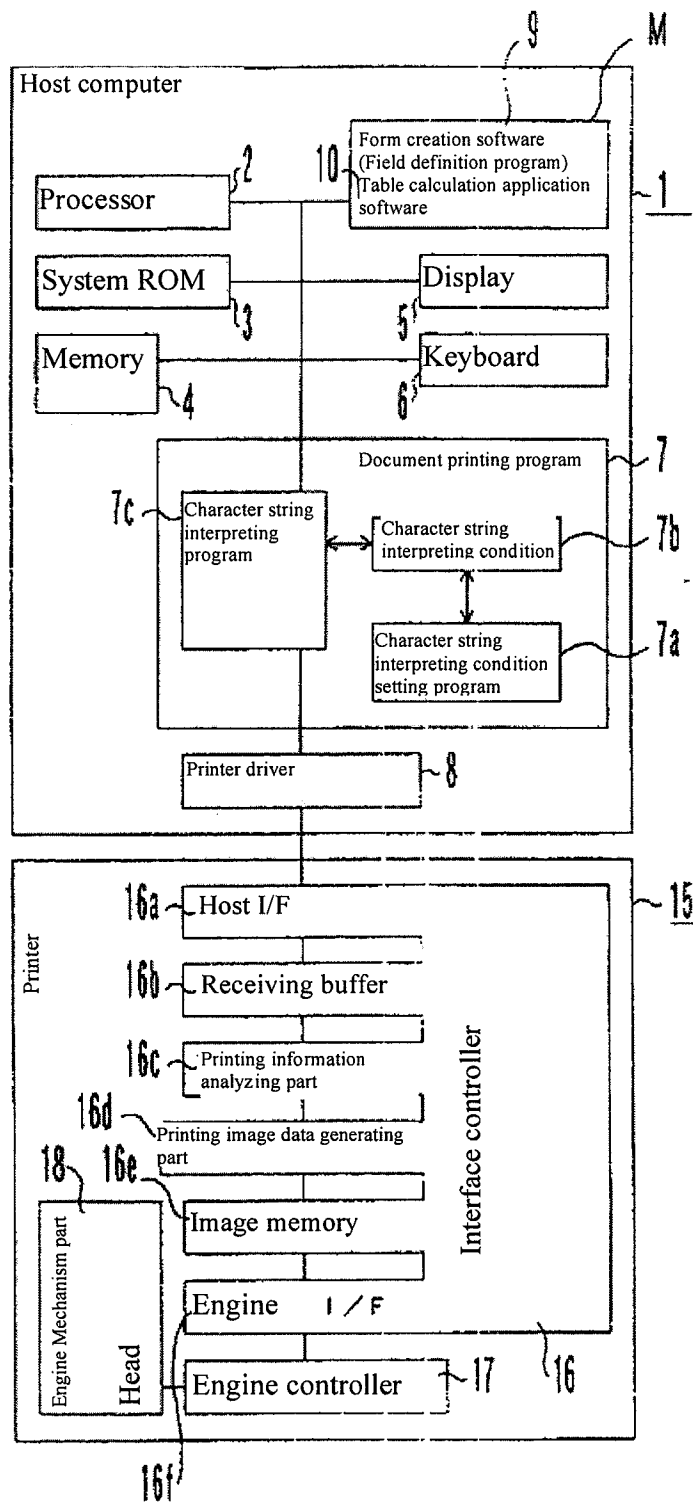 9
M
Host computer
Form creation software
(Field definition program)
10
Table calculation application
software
2
Processor
1
System ROM
3
Display
5
Memory
4
Keyboard
6
Document printing program
7
7c
Character string
interpreting
program
Character string
interpreting condition
7b
Character string
interpreting condition
setting program
7a
Printer driver
8
Printer
15
16a
Host I/F
16b
Receiving buffer
16c
Printing information
analyzing part
16d
Printing image data generating
part
Interface controller
18
16e
Image memory
Engine Mechanism part
Head
Engine I/F
16
Engine controller
17
16f